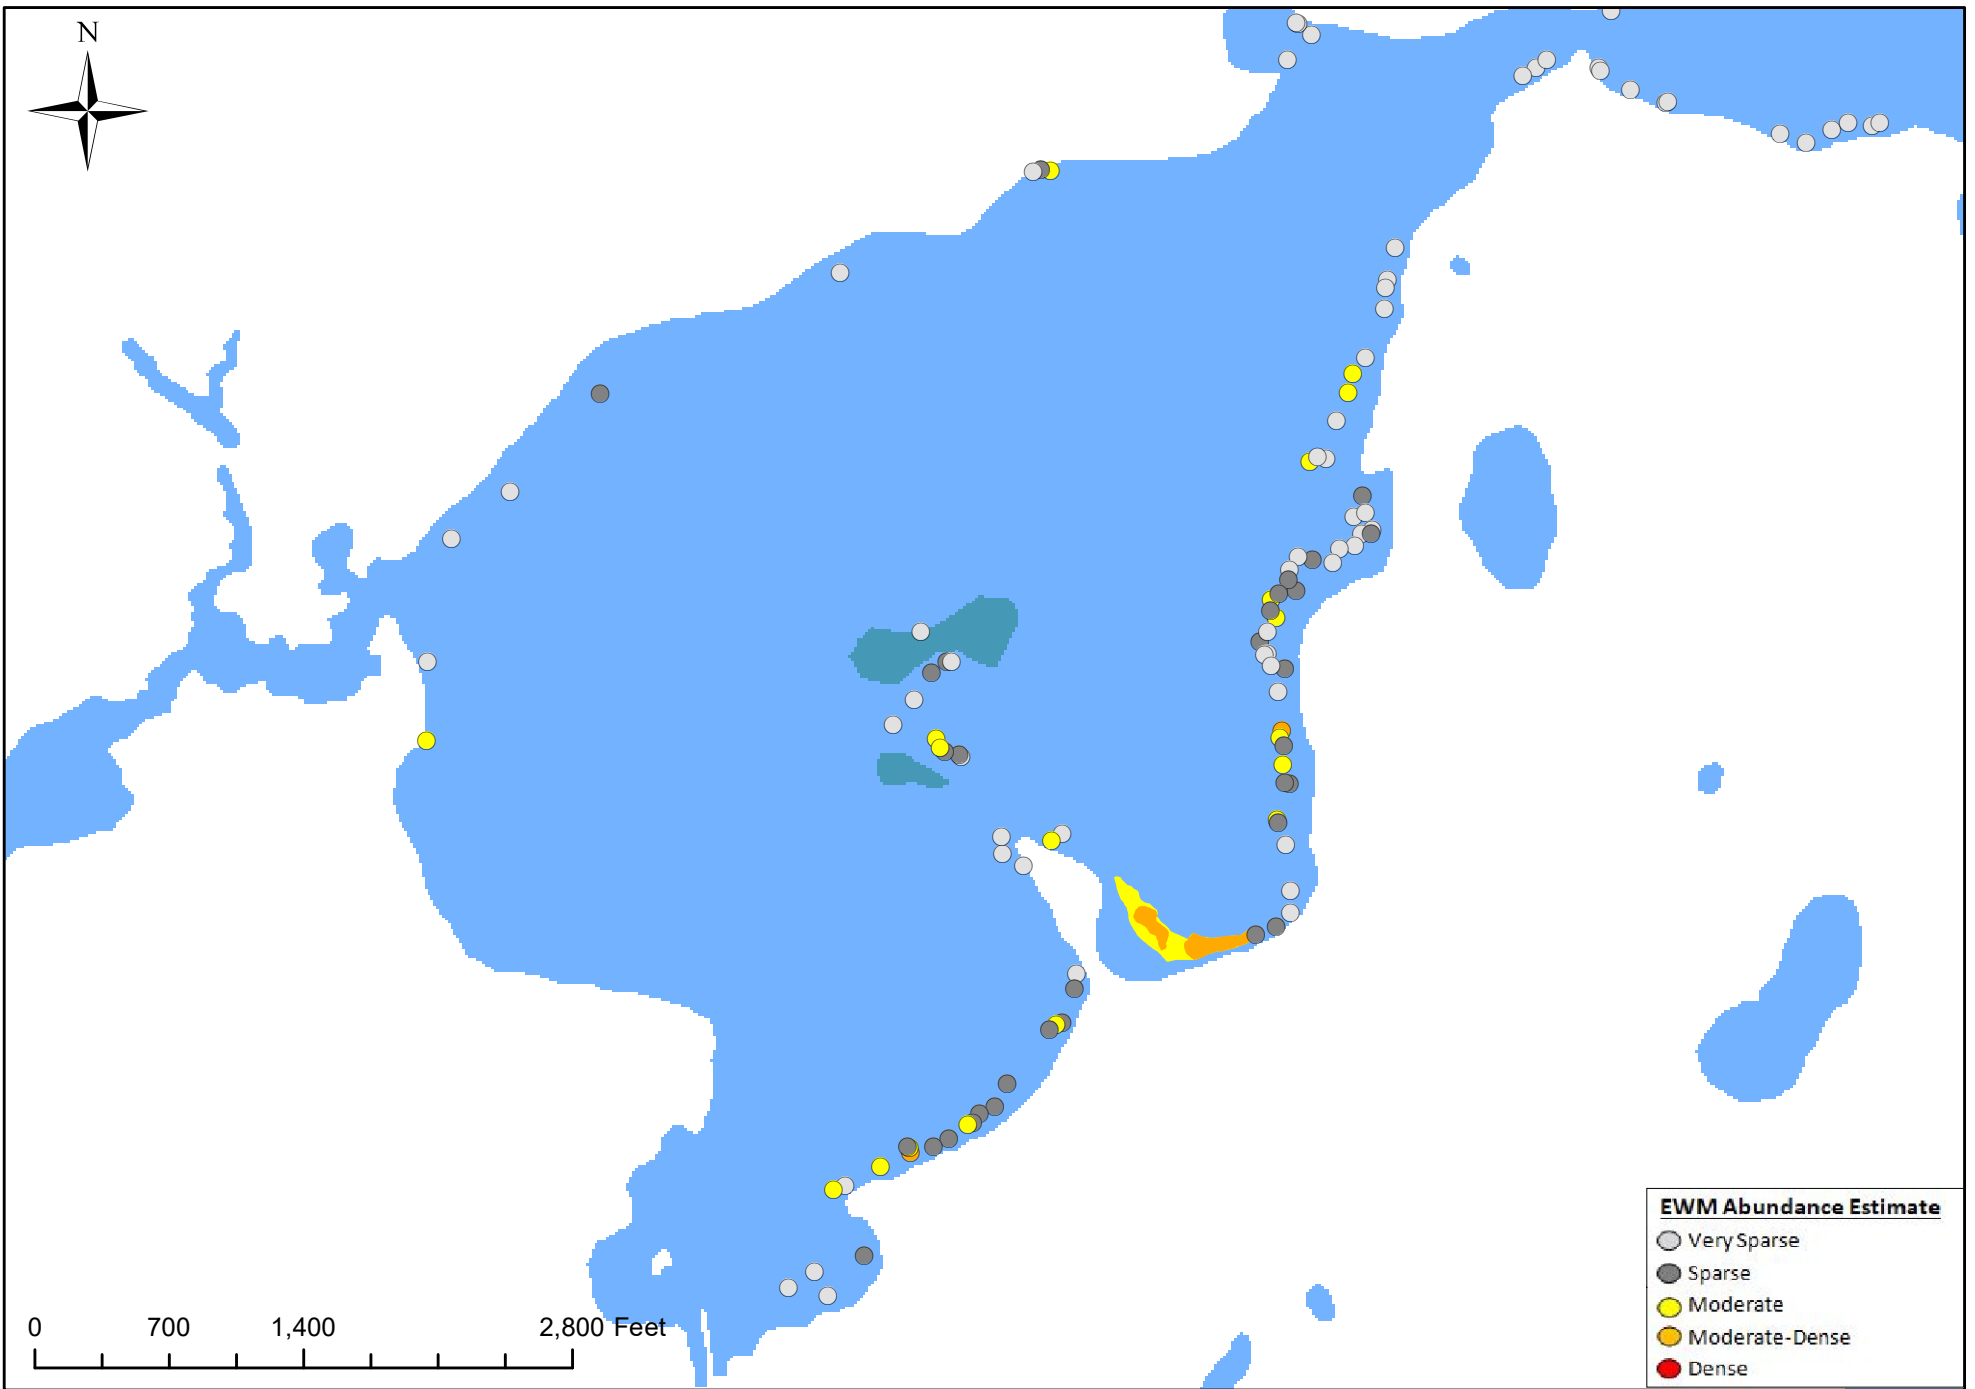 N
EWM Abundance Estimate
Very Sparse
Sparse
Moderate
Moderate-Dense
Dense
0 700 1,400 2,800 Feet